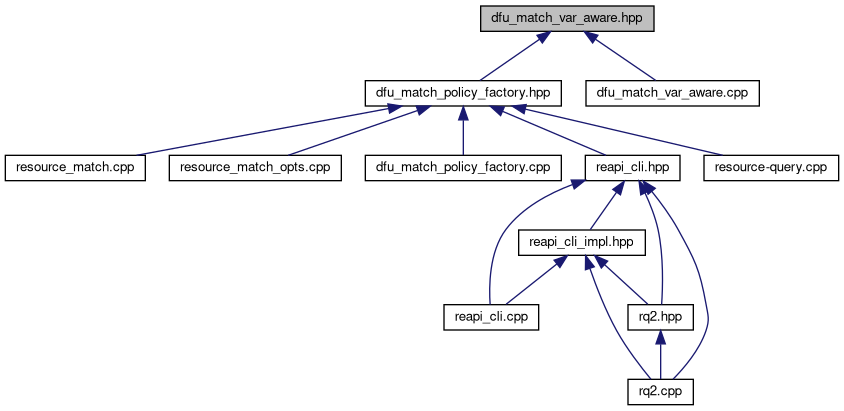 dfu_match_var_aware.hpp
dfu_match_policy_factory.hpp
dfu_match_var_aware.cpp
resource_match.cpp
resource_match_opts.cpp
dfu_match_policy_factory.cpp
reapi_cli.hpp
resource-query.cpp
reapi_cli_impl.hpp
reapi_cli.cpp
rq2.hpp
rq2.cpp